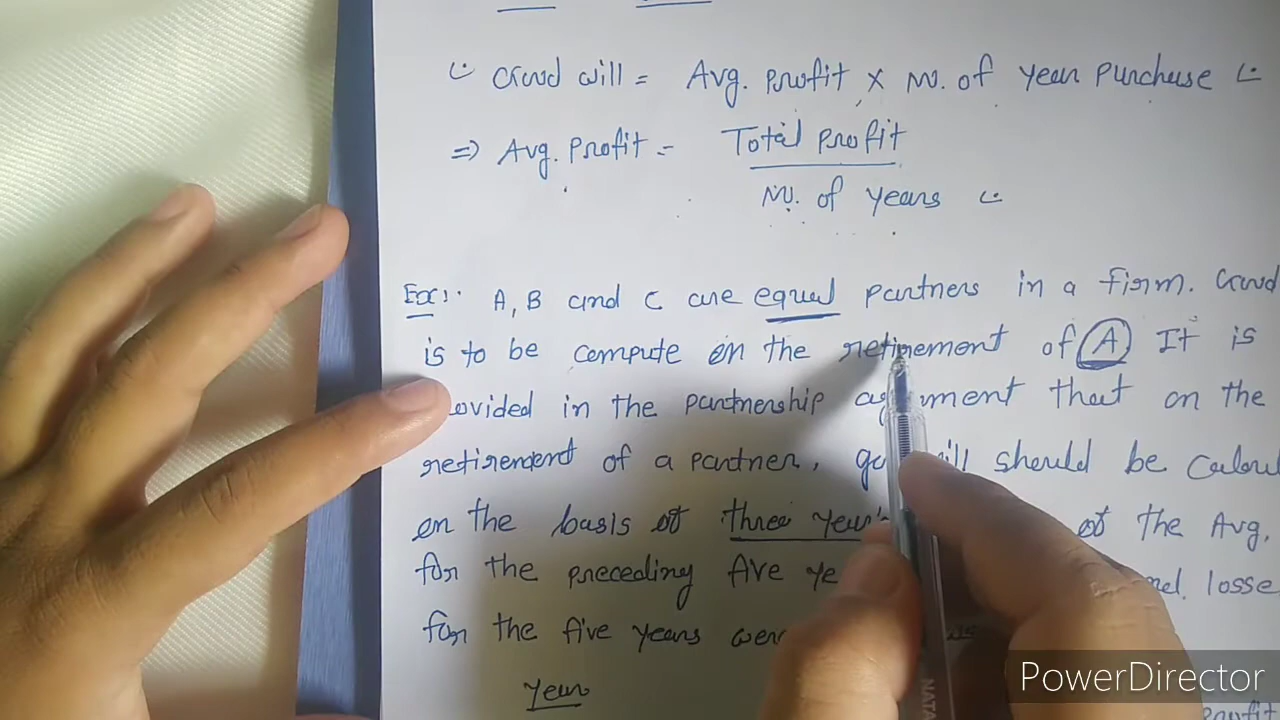 Good will = Avg. Profit × No. of year purchase
⇒ Avg. Profit = Total Profit
No. of years
Ex:. A, B and C are equal partners in a firm. Good
is to be compute on the retirement of A It is
ovided in the partnership ag ment that on the
retirement of a partner, go ill should be Calcul
on the basis of three year's of the Avg.
for the preceding five ye losse
for the five years were
Year
Profit
NATA
PowerDirector